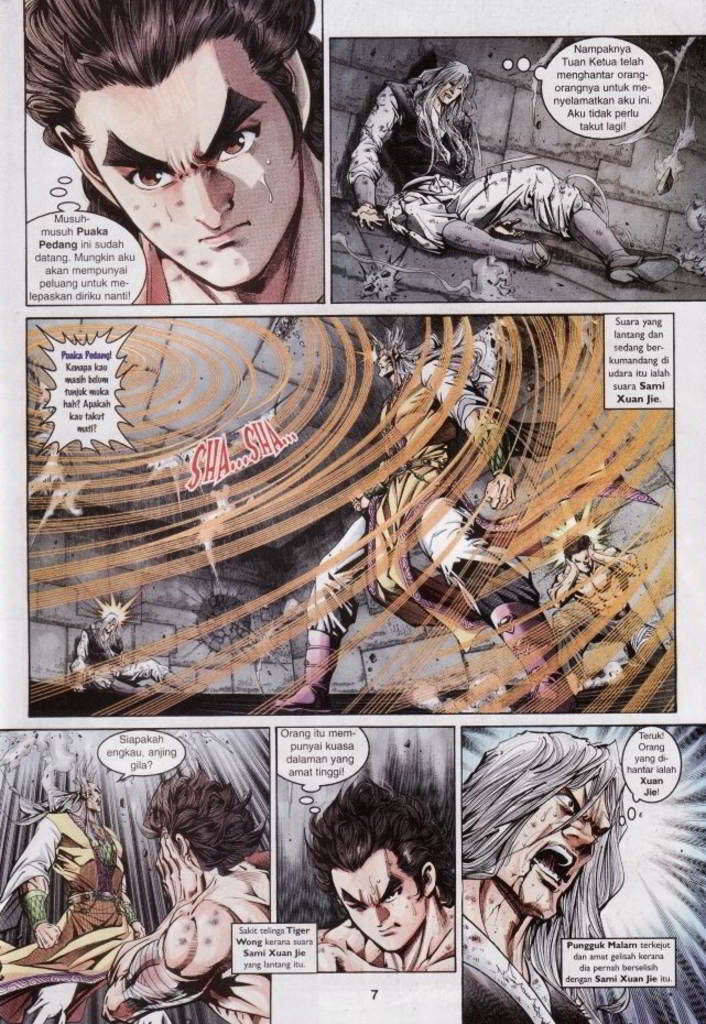 Musuh-
musuh Puaka
Pedang ini sudah
datang. Mungkin aku
akan mempunyai
peluang untuk me-
lepaskan diriku nanti!
Nampaknya
Tuan Ketua telah
menghantar orang-
orangnya untuk me-
nyelamatkan aku ini.
Aku tidak perlu
takut lagi!
Puaka Pedang!
Kenapa kau
masih belum
tunjuk muka
hah? Apakah
kau takut
mati?
SHA...SHA...
Suara yang
lantang dan
sedang ber-
kumandang di
udara itu ialah
suara Sami
Xuan Jie.
Siapakah
engkau, anjing
gila?
Sakit telinga Tiger
Wong kerana suara
Sami Xuan Jie
yang lantang itu.
Orang itu mem-
punyai kuasa
dalaman yang
amat tinggi!
Teruk!
Orang
yang di-
hantar ialah
Xuan
Jie!
Pungguk Malam terkejut
dan amat gelisah kerana
dia pernah berselisih
dengan Sami Xuan Jie itu.
7